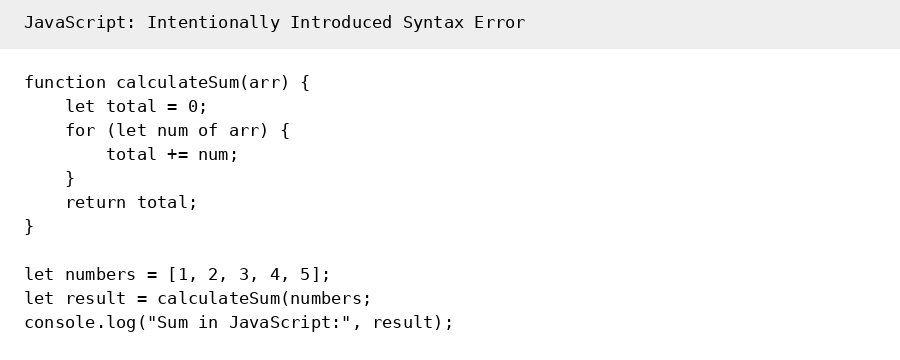 JavaScript: Intentionally Introduced Syntax Error
function calculateSum(arr) {
    let total = 0;
    for (let num of arr) {
        total += num;
    }
    return total;
}

let numbers = [1, 2, 3, 4, 5];
let result = calculateSum(numbers;
console.log("Sum in JavaScript:", result);